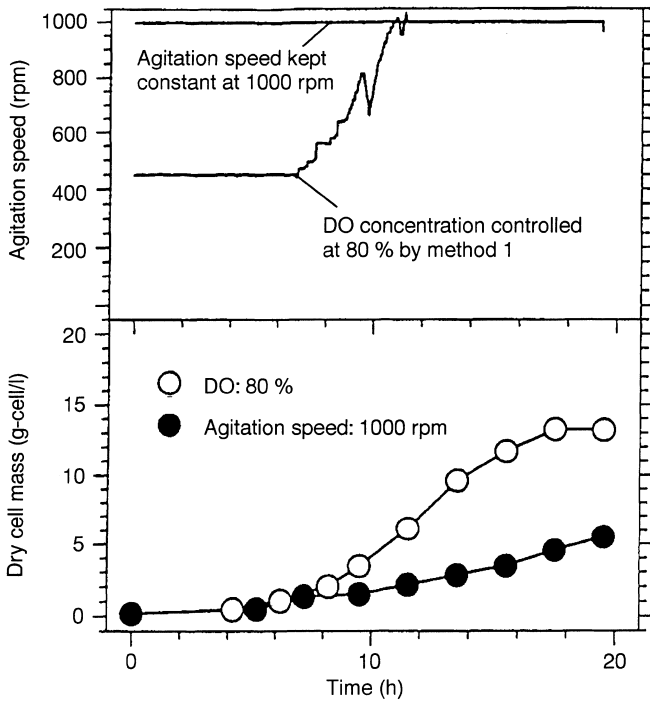 Agitation speed (rpm)
1000
800
600
400
200
Agitation speed kept
constant at 1000 rpm
DO concentration controlled
at 80 % by method 1
Dry cell mass (g-cell/l)
20
15
10
5
0
DO: 80 %
Agitation speed: 1000 rpm
0
10
20
Time (h)